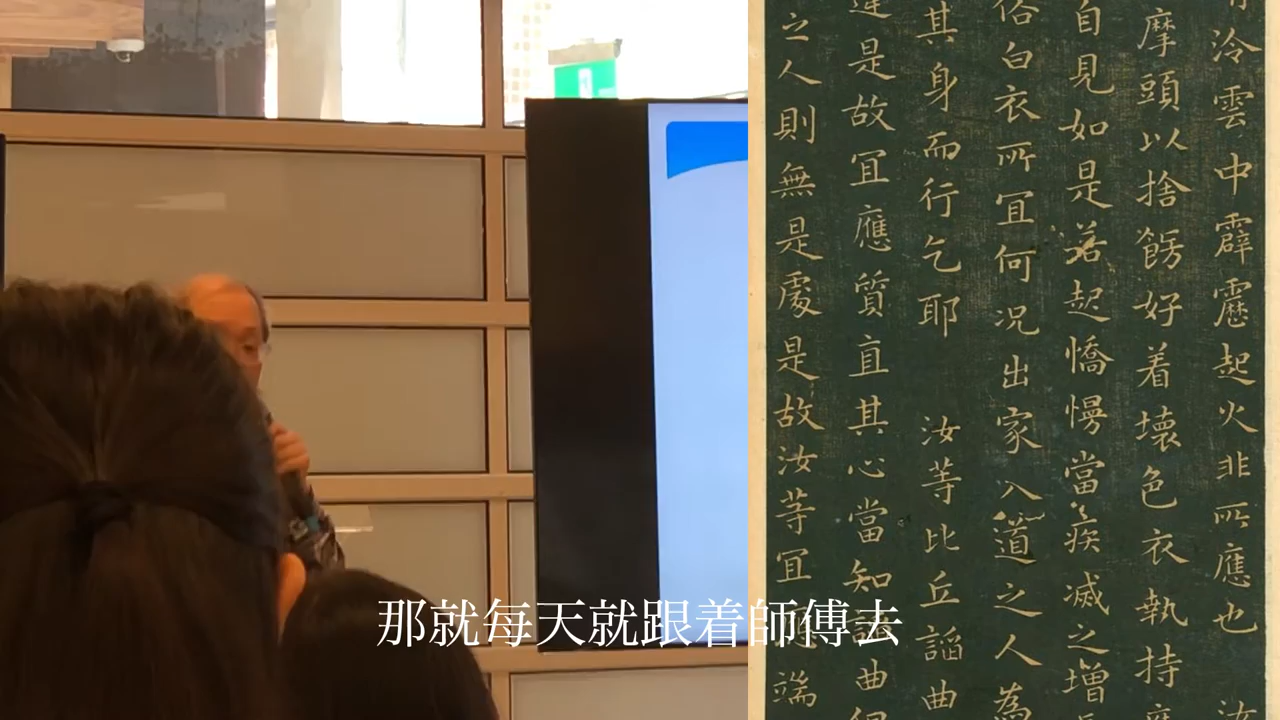 泠雲中霹靂起火非所應也
摩頭以捨餝好着壞色衣執持
自見如是若起憍慢當疾滅之增
俗白衣所宜何況出家入道之人為
其身而行乞耶 汝等比丘謟曲
是故宜應質直其心當知謟曲
之人則無是處是故汝等宜端
那就每天就跟着師傅去